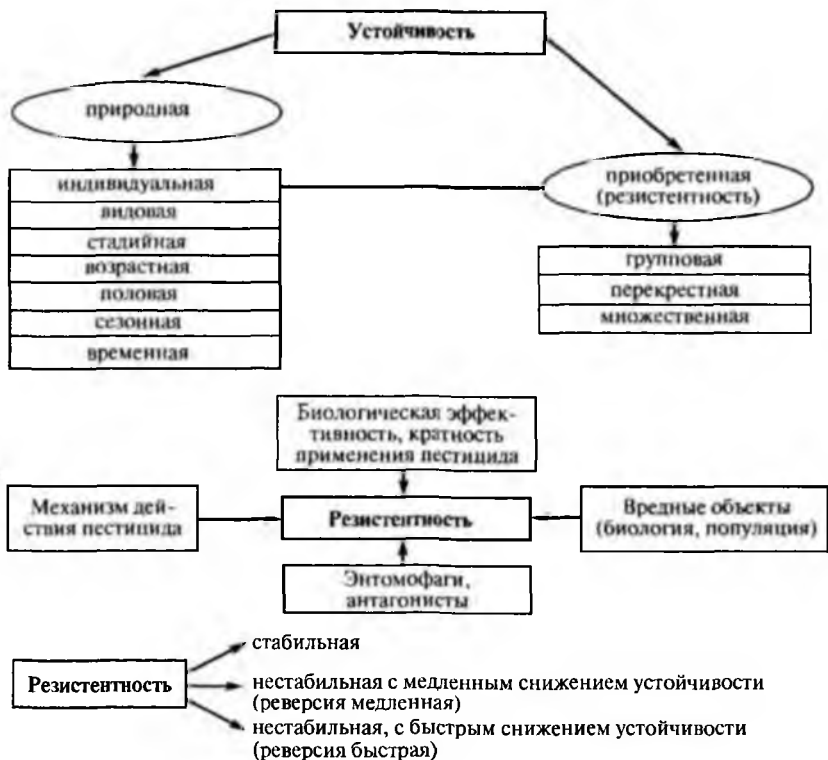 Устойчивость
природная
индивидуальная
видовая
стадийная
возрастная
половая
сезонная
временная
приобретенная
(резистентность)
групповая
перекрестная
множественная
Биологическая эффек-
тивность, кратность
применения пестицида
Механизм дей-
ствия пестицида
Резистентность
Вредные объекты
(биология, популяция)
Энтомофаги,
антагонисты
Резистентность
стабильная
нестабильная с медленным снижением устойчивости
(реверсия медленная)
нестабильная, с быстрым снижением устойчивости
(реверсия быстрая)